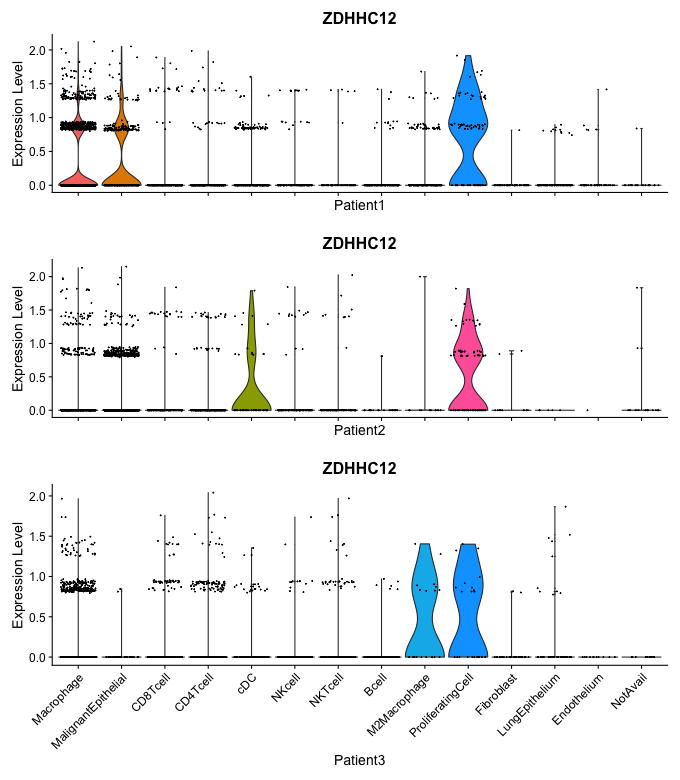 ZDHHC12
Expression Level
2.0
1.5
1.0
0.5
0.0
Patient1
ZDHHC12
Expression Level
2.0
1.5
1.0
0.5
0.0
Patient2
ZDHHC12
Expression Level
2.0
1.5
1.0
0.5
0.0
Macrophage
MalignantEpithelial
CD8Tcell
CD4Tcell
cDC
NKcell
NKTcell
Bcell
M2Macrophage
ProliferatingCell
Fibroblast
LungEpithelium
Endothelium
NotAvail
Patient3